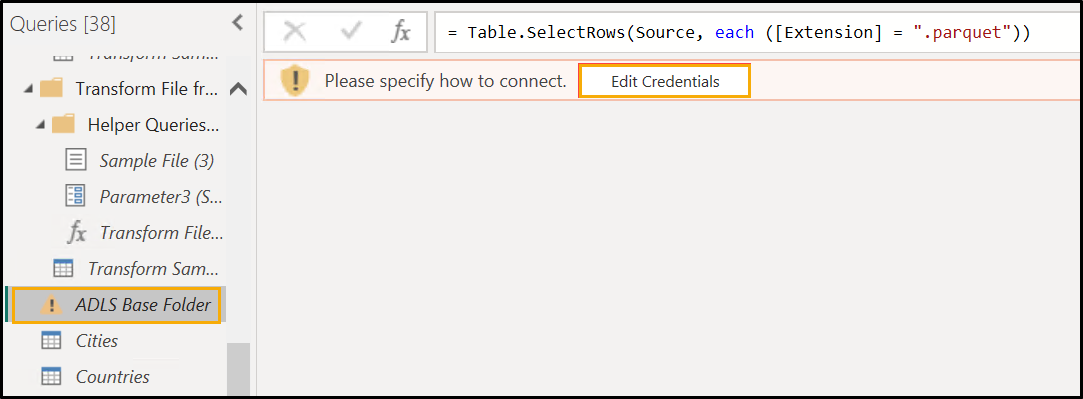 Queries [38]
Transform File fr...
Helper Queries...
Sample File (3)
Parameter3 (S...
fx Transform File...
Transform Sam...
ADLS Base Folder
Cities
Countries
fx = Table.SelectRows(Source, each ([Extension] = ".parquet"))
Please specify how to connect. Edit Credentials